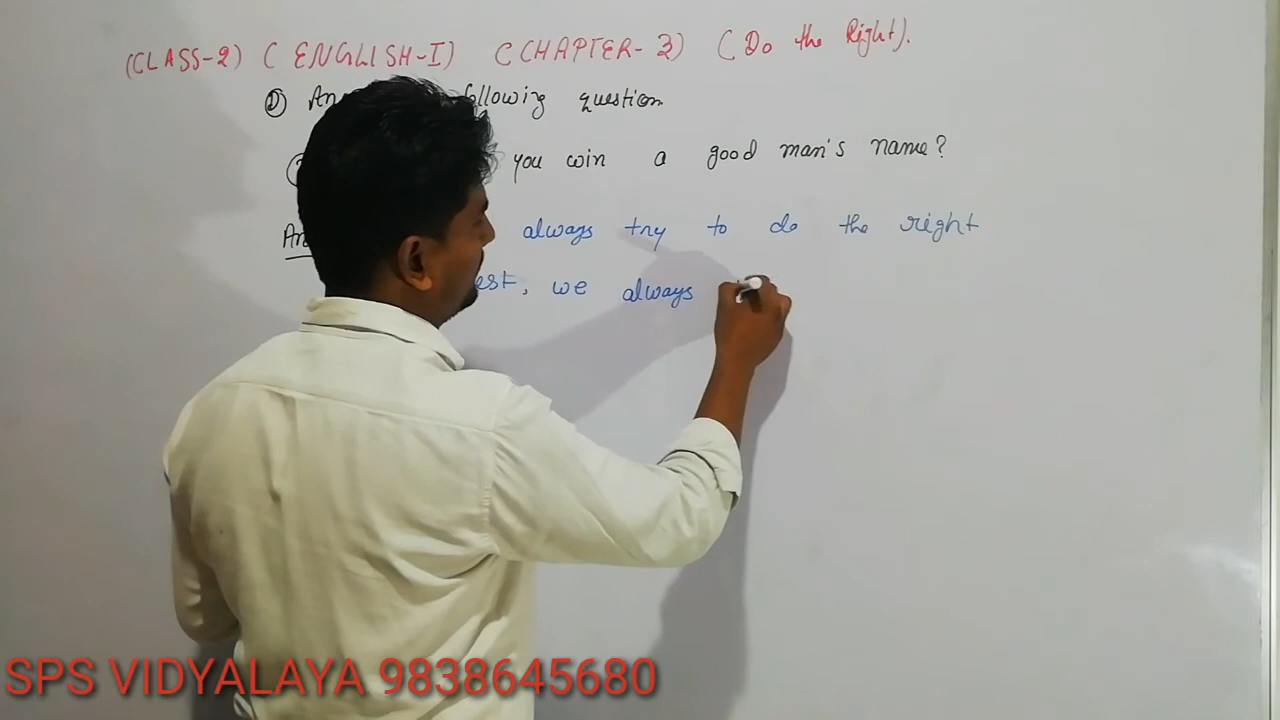 (CLASS-2) (ENGLISH-I) (CHAPTER-3) (Do the Right).
① following question
you win a good man's name?
always try to do the right
we always
SPS VIDYALAYA 9838645680